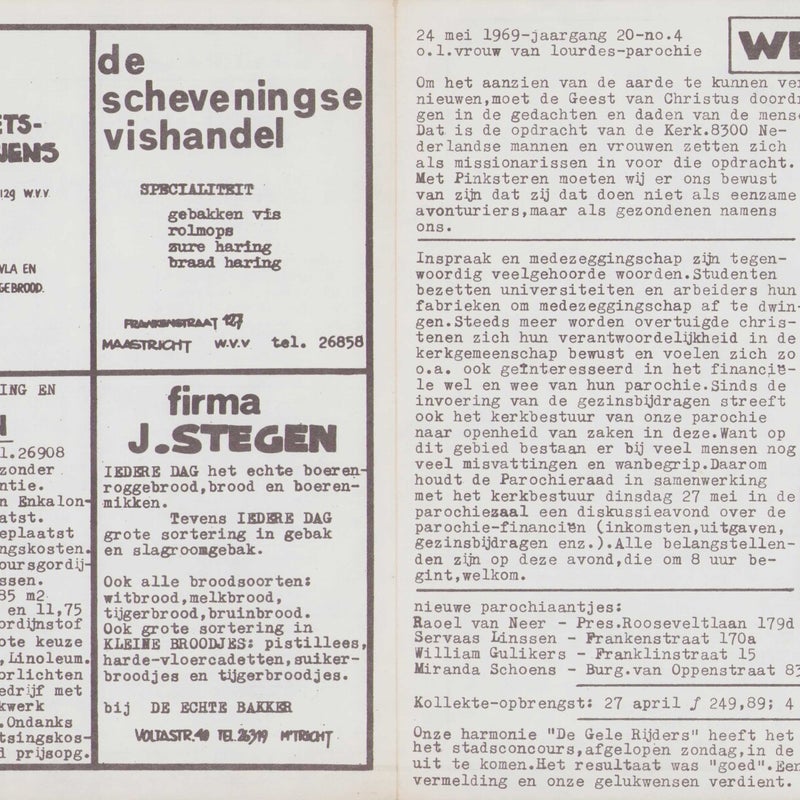 ETS-
JENS
129 W.V.V.
VLA EN
GEBROOD.
ING EN
l.26908
zonder
ntie.
n Enkalon-
atst.
eplaatst
ngskosten.
oursgordij-
ssen.
85 m2
en 11,75
ordijnstof
ote keuze
,Linoleum.
orlichten
edrijf met
kwerk
.Ondanks
tsingskos-
d prijsopg.
de
scheveningse
vishandel
SPECIALITEIT
gebakken vis
rolmops
zure haring
braad haring
FRANKENSTRAAT 127
MAASTRICHT W.V.V tel. 26858
firma
J.STEGEN
IEDERE DAG het echte boeren-
roggebrood,brood en boeren-
mikken.
Tevens IEDERE DAG
grote sortering in gebak
en slagroomgebak.
Ook alle broodsoorten:
witbrood,melkbrood,
tijgerbrood,bruinbrood.
Ook grote sortering in
KLEINE BROODJES: pistillees,
harde-vloercadetten,suiker-
broodjes en tijgerbroodjes.
bij DE ECHTE BAKKER
VOLTASTR.40 TEL.26319 M'TRICHT
24 mei 1969-jaargang 20-no.4
o.l.vrouw van lourdes-parochie
WE
Om het aanzien van de aarde te kunnen ver
nieuwen,moet de Geest van Christus doordr
gen in de gedachten en daden van de mense
Dat is de opdracht van de Kerk.8300 Ne-
derlandse mannen en vrouwen zetten zich
als missionarissen in voor die opdracht.
Met Pinksteren moeten wij er ons bewust
van zijn dat zij dat doen niet als eenzame
avonturiers,maar als gezondenen namens
ons.
Inspraak en medezeggingschap zijn tegen-
woordig veelgehoorde woorden.Studenten
bezetten universiteiten en arbeiders hun
fabrieken om medezeggingschap af te dwin-
gen.Steeds meer worden overtuigde chris-
tenen zich hun verantwoordelijkheid in de
kerkgemeenschap bewust en voelen zich zo
o.a. ook geïnteresseerd in het financië-
le wel en wee van hun parochie.Sinds de
invoering van de gezinsbijdragen streeft
ook het kerkbestuur van onze parochie
naar openheid van zaken in deze.Want op
dit gebied bestaan er bij veel mensen nog
veel misvattingen en wanbegrip.Daarom
houdt de Parochieraad in samenwerking
met het kerkbestuur dinsdag 27 mei in de
parochiezaal een diskussieavond over de
parochie-financiën (inkomsten,uitgaven,
gezinsbijdragen enz.).Alle belangstellen-
den zijn op deze avond,die om 8 uur be-
gint,welkom.
nieuwe parochiaantjes:
Raoel van Neer - Pres.Rooseveltlaan 179d
Servaas Linssen - Frankenstraat 170a
William Gulikers - Franklinstraat 15
Miranda Schoens - Burg.van Oppenstraat 83
Kollekte-opbrengst: 27 april ƒ 249,89; 4
Onze harmonie "De Gele Rijders" heeft het
het stadsconcours,afgelopen zondag,in de
uit te komen.Het resultaat was "goed".Een
vermelding en onze gelukwensen verdient.